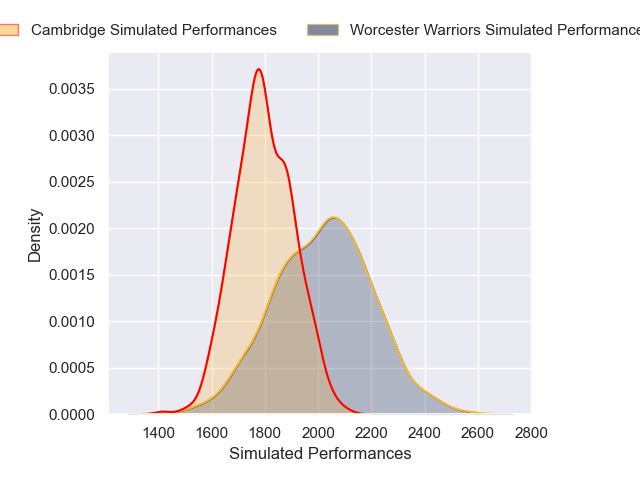 Cambridge Simulated Performances
Worcester Warriors Simulated Performance
0.0035
0.0030
0.0025
0.0020
0.0015
0.0010
0.0005
0.0000
Density
1400 1600 1800 2000 2200 2400 2600 2800
Simulated Performances